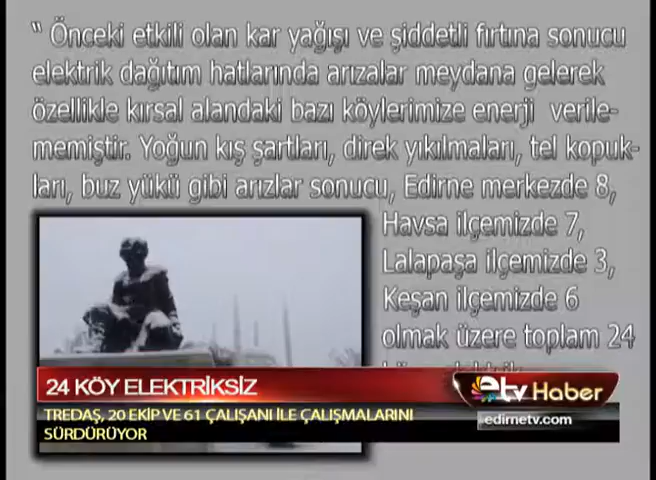 “ Önceki etkili olan kar yağışı ve şiddetli fırtına sonucu
elektrik dağıtım hatlarında arızalar meydana gelerek
özellikle kırsal alandaki bazı köylerimize enerji verile-
memiştir. Yoğun kış şartları, direk yıkılmaları, tel kopuk-
ları, buz yükü gibi arızlar sonucu, Edirne merkezde 8,
Havsa ilçemizde 7,
Lalapaşa ilçemizde 3,
Keşan ilçemizde 6
olmak üzere toplam 24
24 KÖY ELEKTRİKSİZ
etv Haber
TREDAŞ, 20 EKİP VE 61 ÇALIŞANI İLE ÇALIŞMALARINI
SÜRDÜRÜYOR
edirnetv.com